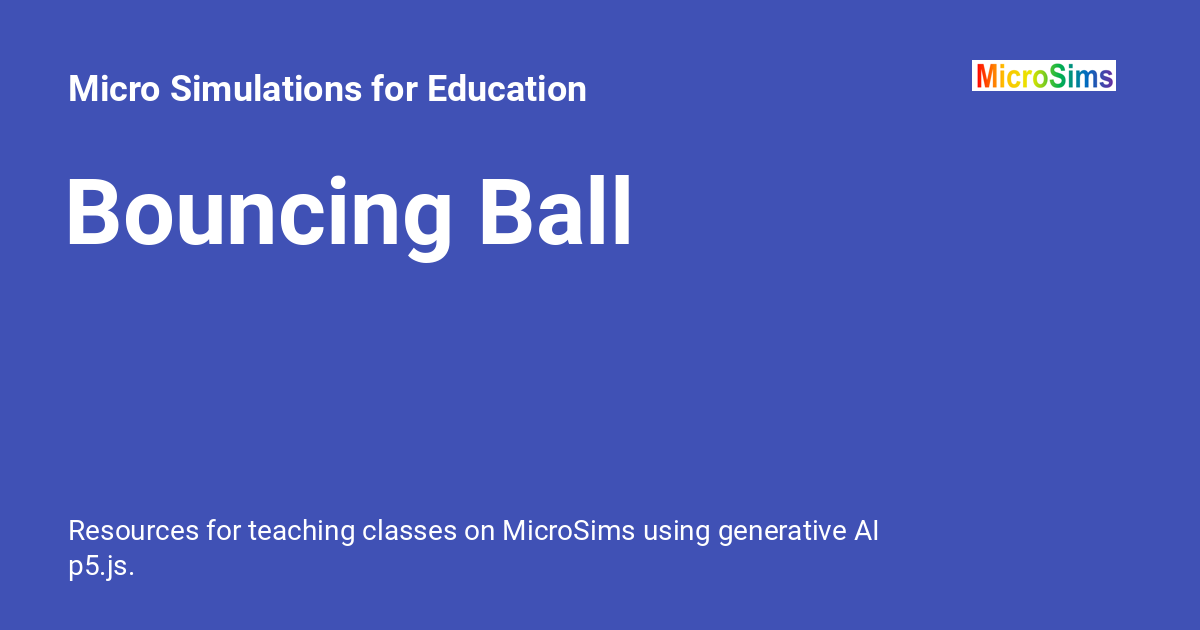 Micro Simulations for Education
MicroSims
Bouncing Ball
Resources for teaching classes on MicroSims using generative AI
p5.js.